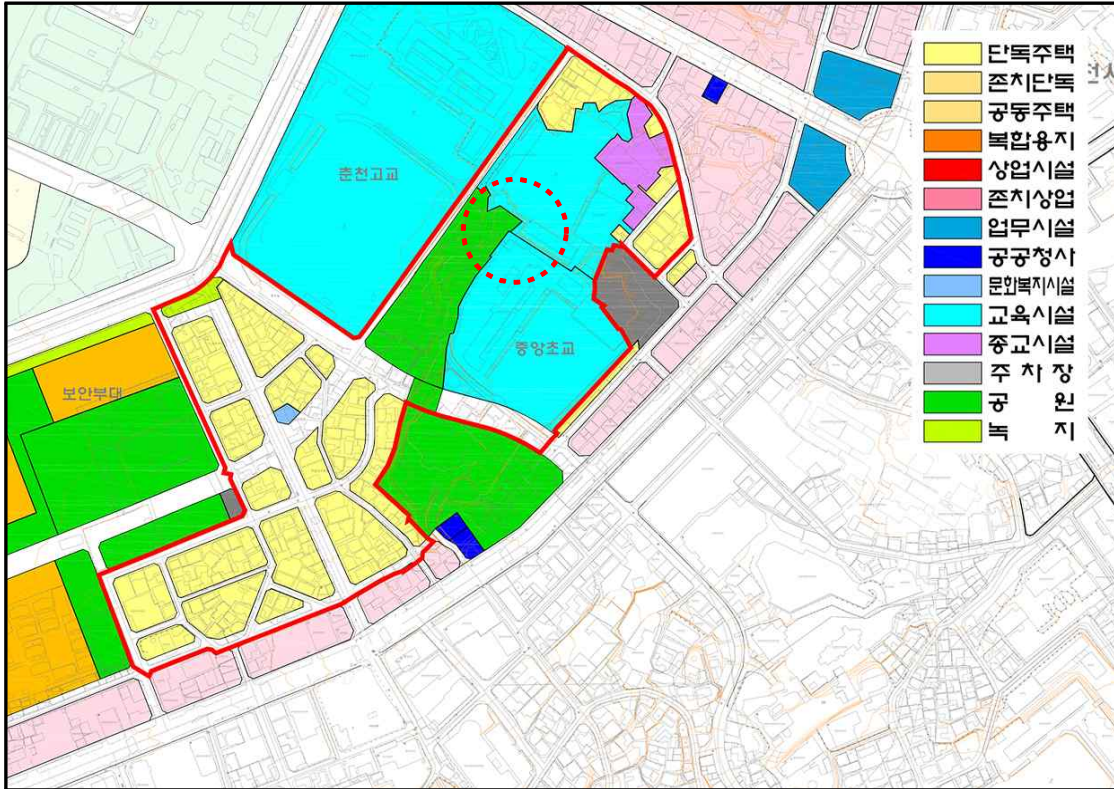 단독주택
존치단독
공동주택
복합용지
상업시설
존치상업
업무시설
공공청사
문화복지시설
교육시설
종교시설
주 차 장
공 원
녹 지
춘천고교
중앙초교
보안부대